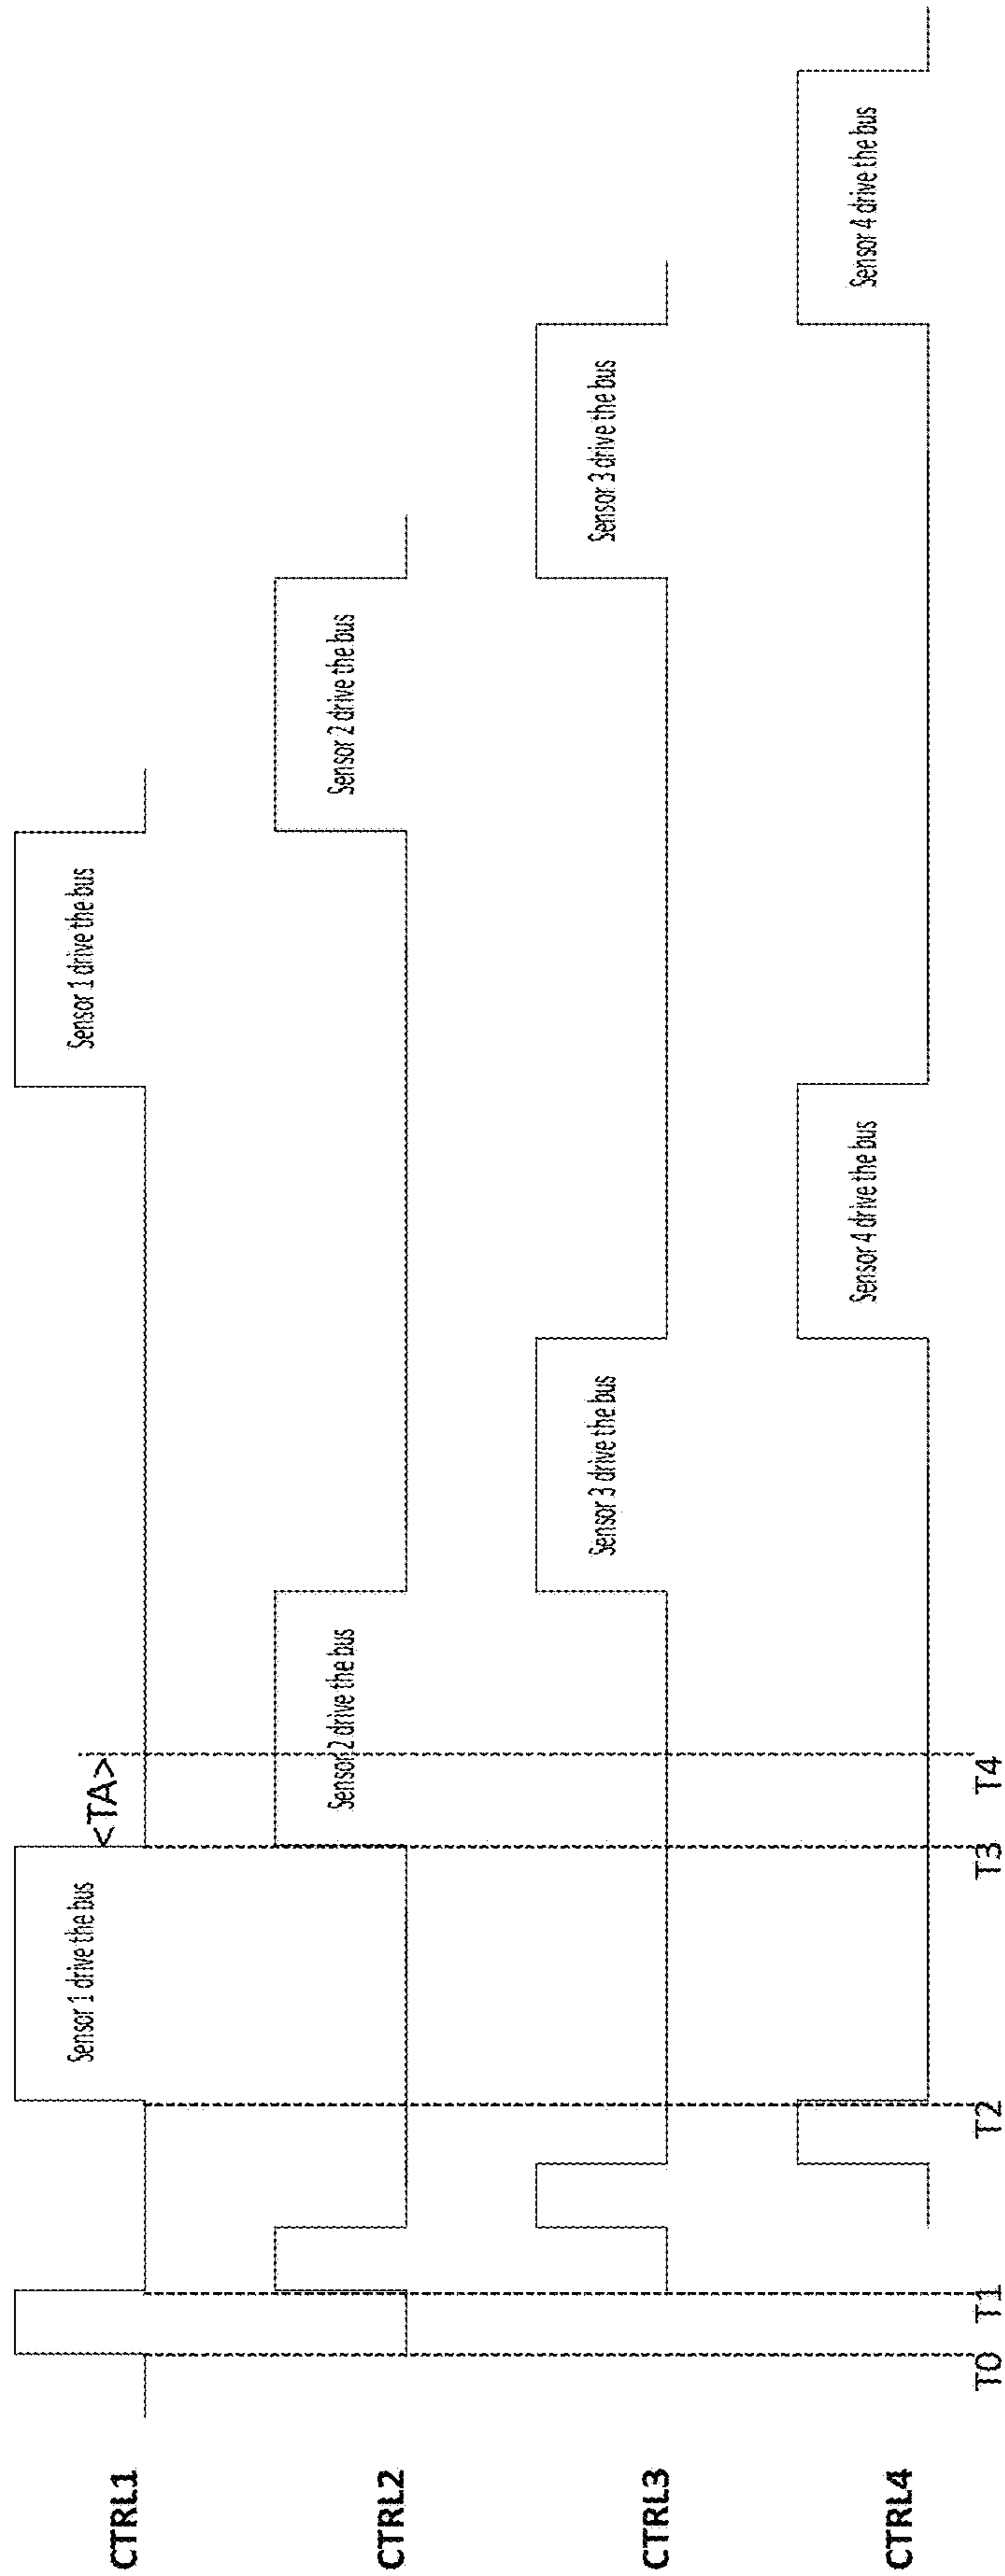 CTRL1
Sensor 1 drive the bus
<TA>
Sensor 1 drive the bus
CTRL2
Sensor 2 drive the bus
Sensor 2 drive the bus
CTRL3
Sensor 3 drive the bus
Sensor 3 drive the bus
CTRL4
Sensor 4 drive the bus
Sensor 4 drive the bus
T0
T1
T2
T3
T4